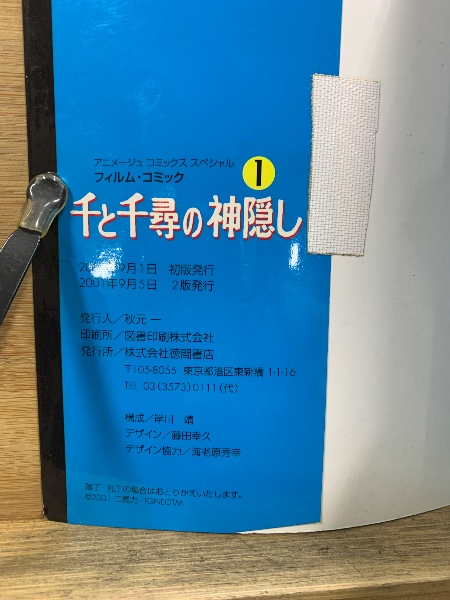 アニメージュ コミックス スペシャル
フィルム・コミック
1
千と千尋の神隠し
9月1日 初版発行
2001年9月5日 2版発行
発行人／秋元 一
印刷所／図書印刷株式会社
発行所／株式会社徳間書店
〒105-8055 東京都港区東新橋 1-1-16
TEL 03(3573)0111(代)
構成／岸川 靖
デザイン／藤田幸久
デザイン協力／海老原秀幸
落丁 乱丁の場合はおとりかえいたします。
©2001 二馬力・TGNDDTM